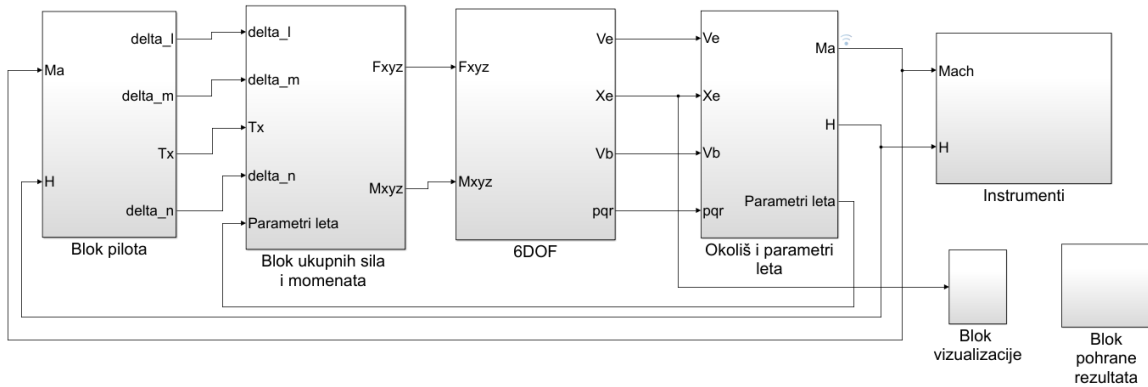 Ma
H
delta_l
delta_m
Tx
delta_n
Blok pilota
delta_l
delta_m
Tx
delta_n
Parametri leta
Fxyz
Mxyz
Blok ukupnih sila
i momenata
Fxyz
Mxyz
Ve
Xe
Vb
pqr
6DOF
Ve
Xe
Vb
pqr
Ma
H
Parametri leta
Okoliš i parametri
leta
Mach
H
Instrumenti
Blok
vizualizacije
Blok
pohrane
rezultata